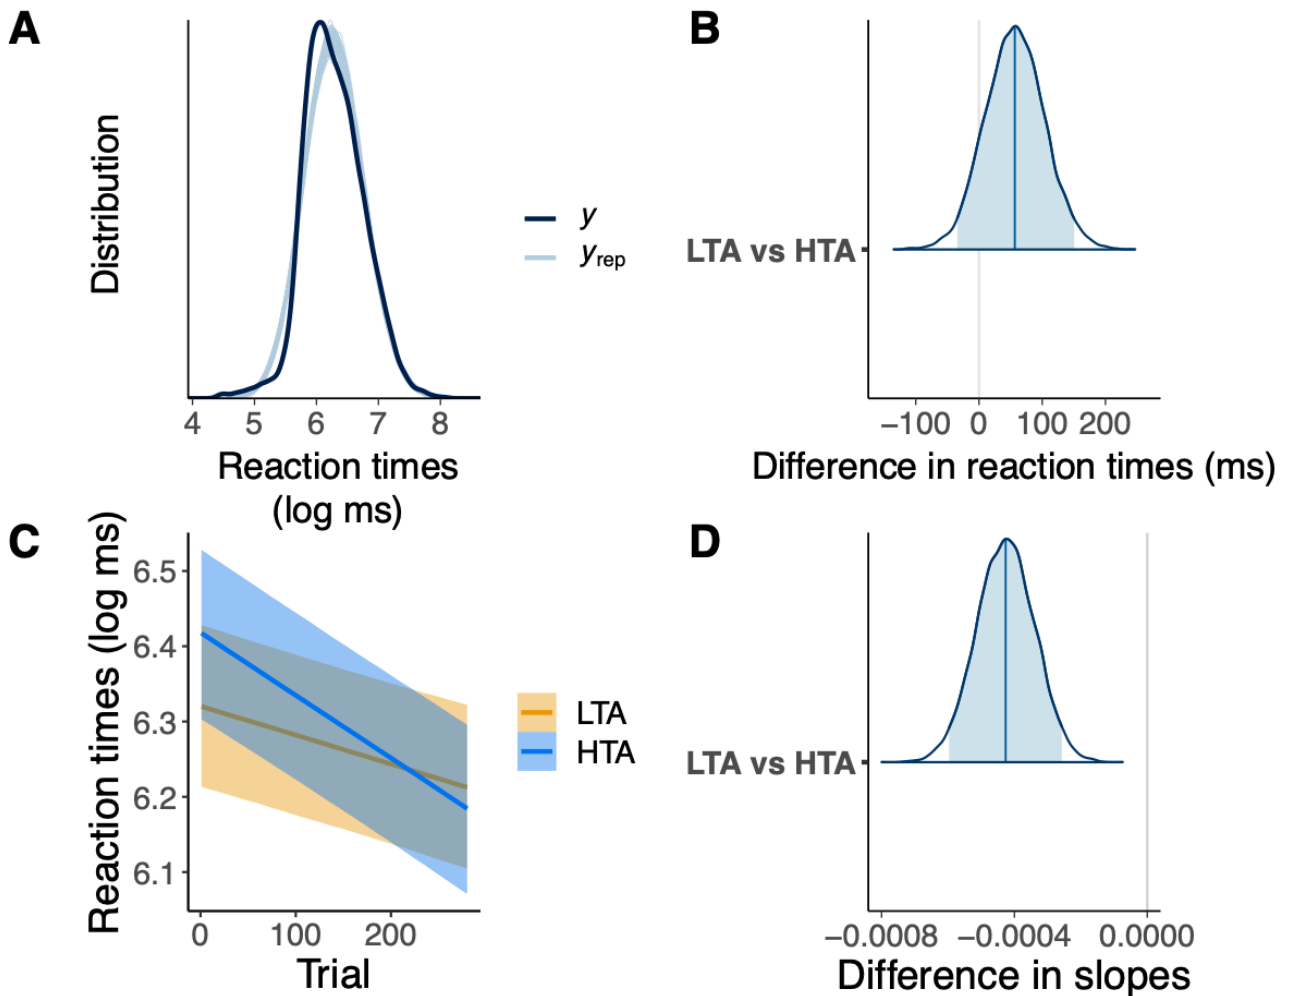 A
Distribution
y
yrep
4 5 6 7 8
Reaction times
(log ms)
B
LTA vs HTA
−100 0 100 200
Difference in reaction times (ms)
C
Reaction times (log ms)
6.5
6.4
6.3
6.2
6.1
0 100 200
Trial
LTA
HTA
D
LTA vs HTA
−0.0008 −0.0004 0.0000
Difference in slopes